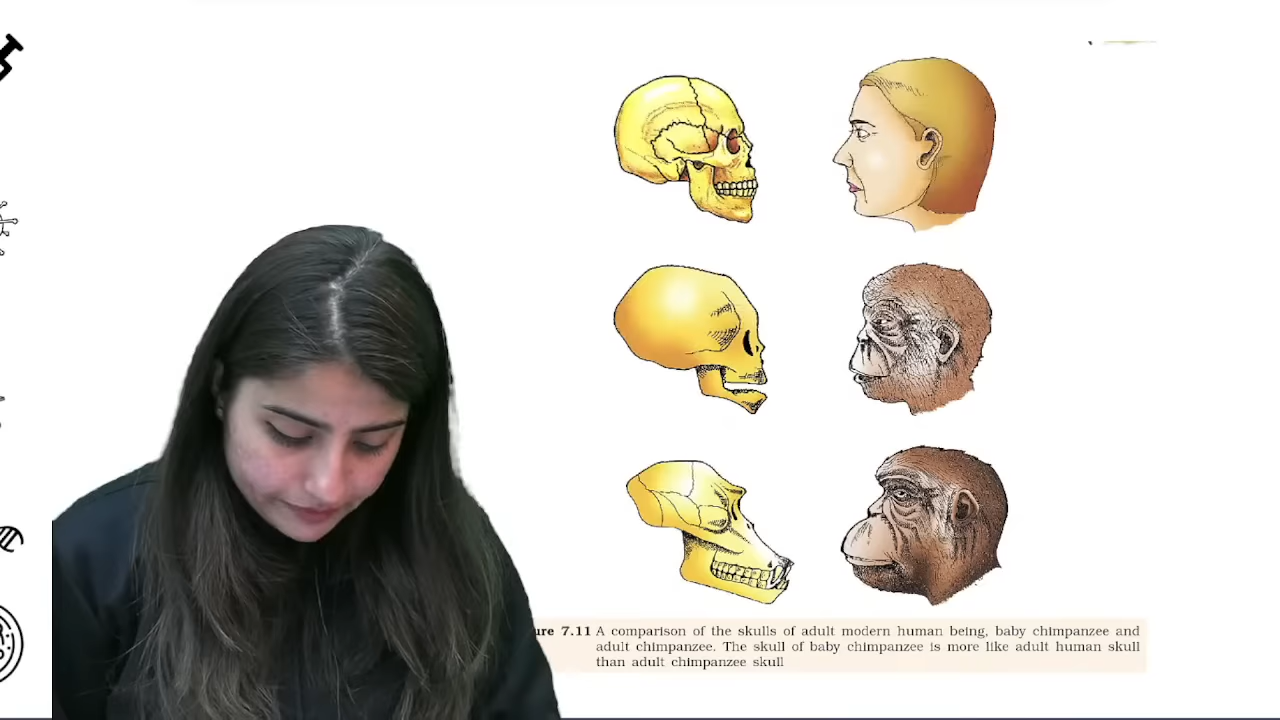 ure 7.11 A comparison of the skulls of adult modern human being, baby chimpanzee and
adult chimpanzee. The skull of baby chimpanzee is more like adult human skull
than adult chimpanzee skull